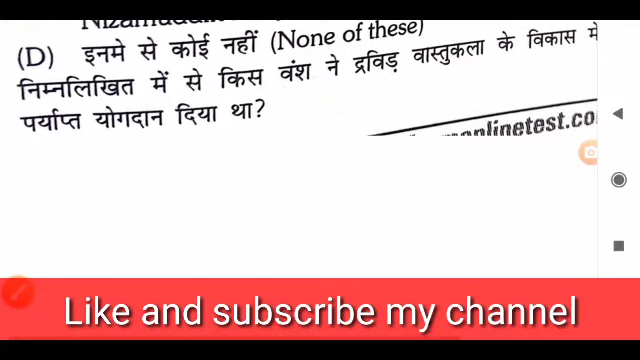 (D) इनमे से कोई नहीं (None of these)
निम्नलिखित में से किस वंश ने द्रविड़ वास्तुकला के विकास में
पर्याप्त योगदान दिया था?
Like and subscribe my channel